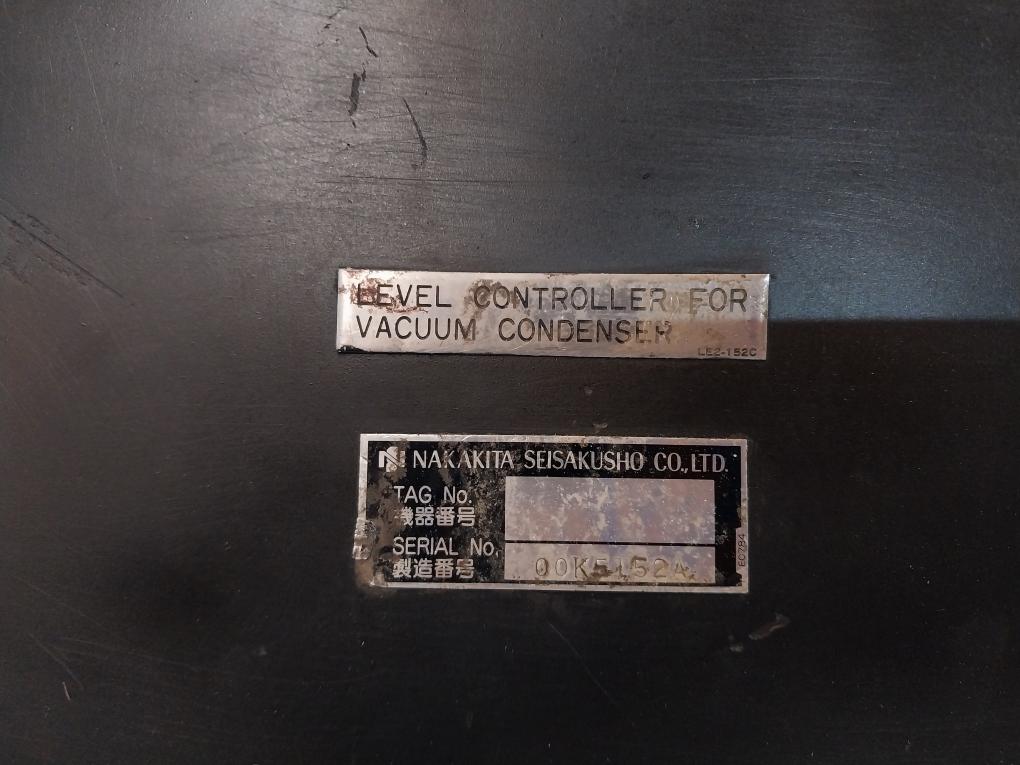 LEVEL CONTROLLER FOR
VACUUM CONDENSER
LE2-152C
NAKAKITA SEISAKUSHO CO.,LTD.
TAG No.
機器番号
SERIAL No.
製造番号
00K5152A